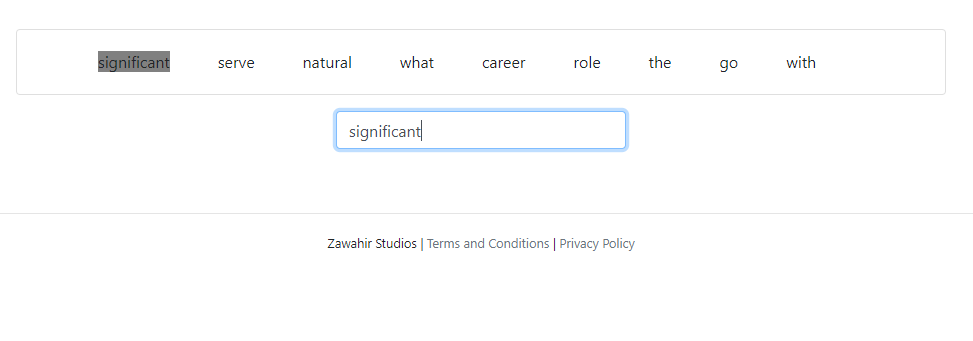 significant serve natural what career role the go with
significant
Zawahir Studios | Terms and Conditions | Privacy Policy